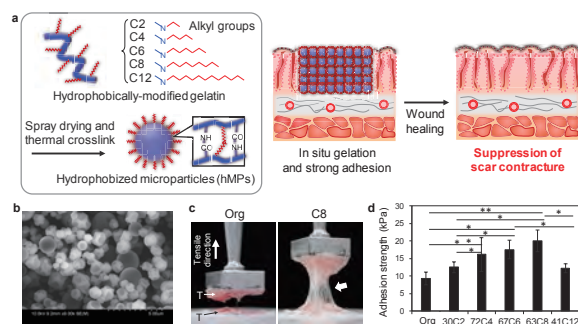 a
C2
C4
C6
C8
C12
N
N
N
N
N
Alkyl groups
Hydrophobically-modified gelatin
Spray drying and
thermal crosslink
NH
CO
OC
NH
Hydrophobized microparticles (hMPs)
In situ gelation
and strong adhesion
Wound
healing
Suppression of
scar contracture
b
c
Org
C8
Tensile
direction
T
T
d
Adhesion strength (kPa)
30
25
20
15
10
5
0
**
*
*
*
*
*
*
*
Org 30C2 72C4 67C6 63C8 41C12